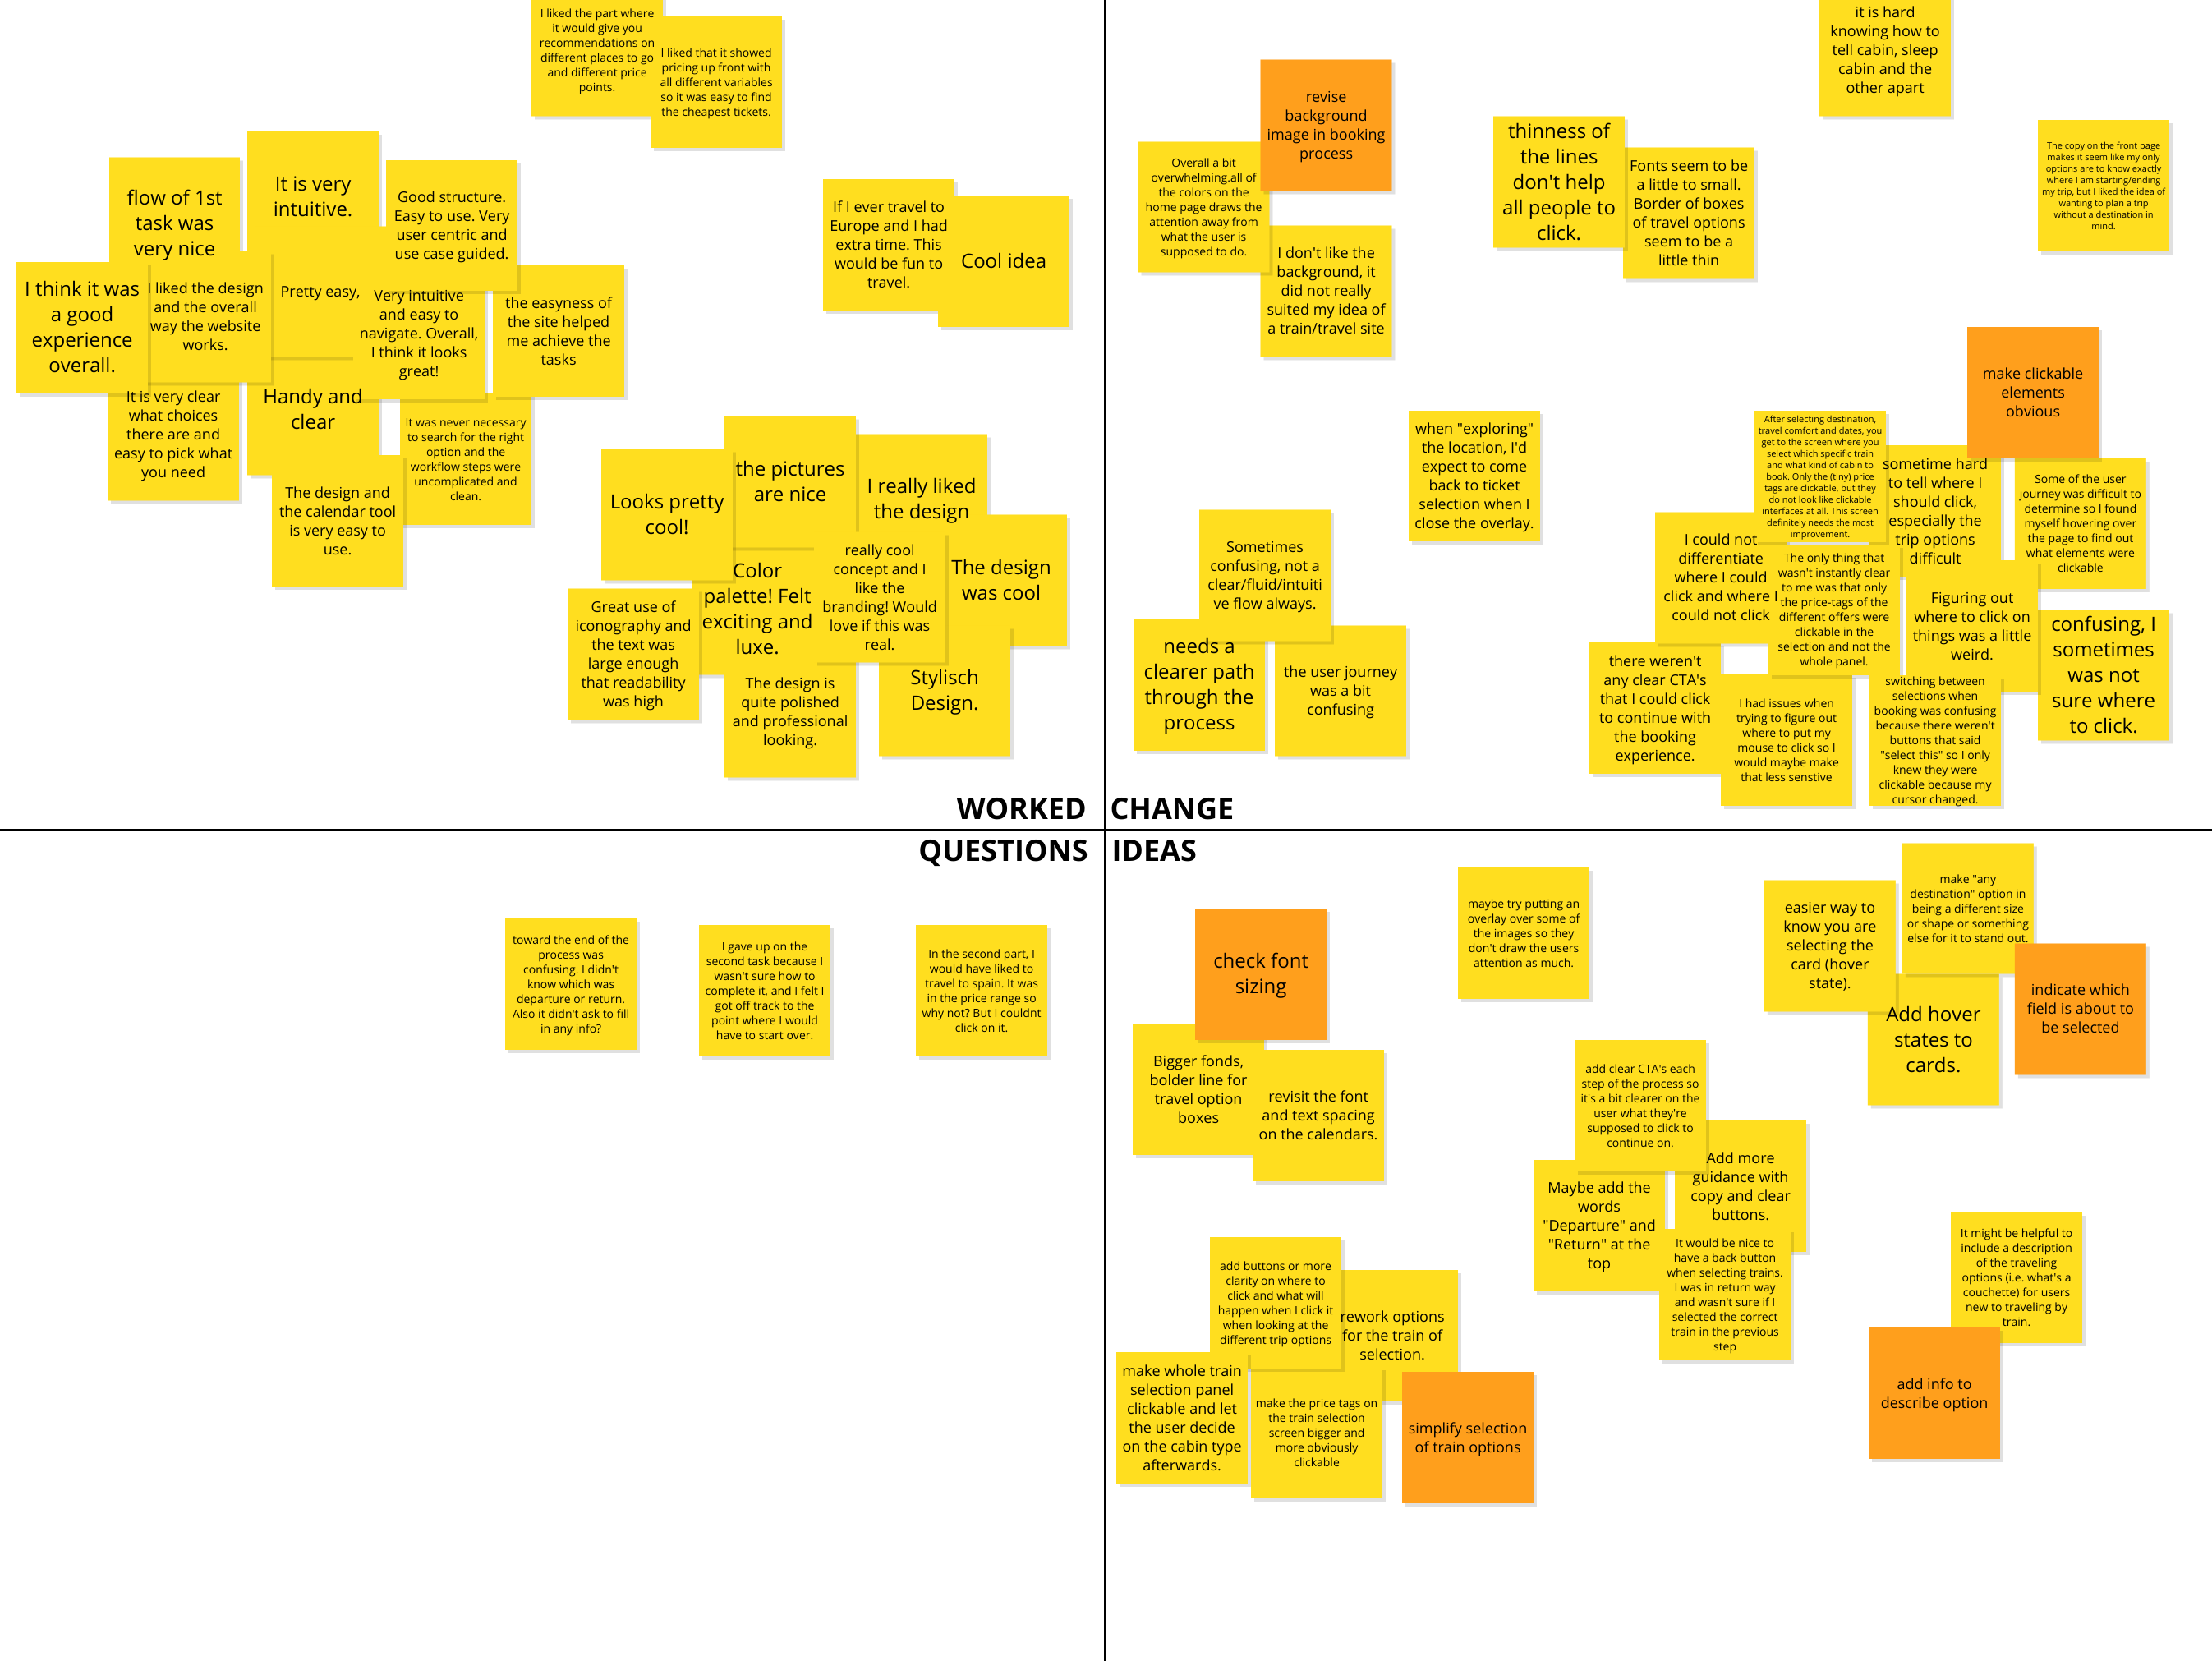 I liked the part where
it would give you
recommendations on
different places to go
and different price
points.
I liked that it showed
pricing up front with
all different variables
so it was easy to find
the cheapest tickets.
flow of 1st
task was
very nice
It is very
intuitive.
Good structure.
Easy to use. Very
user centric and
use case guided.
I think it was
a good
experience
overall.
I liked the design
and the overall
way the website
works.
Pretty easy,
Very intuitive
and easy to
navigate. Overall,
I think it looks
great!
the easyness of
the site helped
me achieve the
tasks
It is very clear
what choices
there are and
easy to pick what
you need
Handy and
clear
It was never necessary
to search for the right
option and the
workflow steps were
uncomplicated and
clean.
The design and
the calendar tool
is very easy to
use.
If I ever travel to
Europe and I had
extra time. This
would be fun to
travel.
Cool idea
Looks pretty
cool!
the pictures
are nice
I really liked
the design
Great use of
iconography and
the text was
large enough
that readability
was high
Color
palette! Felt
exciting and
luxe.
really cool
concept and I
like the
branding! Would
love if this was
real.
The design
was cool
The design is
quite polished
and professional
looking.
Stylisch
Design.
WORKED
revise
background
image in booking
process
Overall a bit
overwhelming.all of
the colors on the
home page draws the
attention away from
what the user is
supposed to do.
I don't like the
background, it
did not really
suited my idea of
a train/travel site
thinness of
the lines
don't help
all people to
click.
Fonts seem to be
a little to small.
Border of boxes
of travel options
seem to be a
little thin
it is hard
knowing how to
tell cabin, sleep
cabin and the
other apart
The copy on the front page
makes it seem like my only
options are to know exactly
where I am starting/ending
my trip, but I liked the idea of
wanting to plan a trip
without a destination in
mind.
when "exploring"
the location, I'd
expect to come
back to ticket
selection when I
close the overlay.
Sometimes
confusing, not a
clear/fluid/intuiti
ve flow always.
needs a
clearer path
through the
process
the user journey
was a bit
confusing
make clickable
elements
obvious
After selecting destination,
travel comfort and dates, you
get to the screen where you
select which specific train
and what kind of cabin to
book. Only the (tiny) price
tags are clickable, but they
do not look like clickable
interfaces at all. This screen
definitely needs the most
improvement.
sometime hard
to tell where I
should click,
especially the
trip options
difficult
Some of the user
journey was difficult to
determine so I found
myself hovering over
the page to find out
what elements were
clickable
I could not
differentiate
where I could
click and where I
could not click
The only thing that
wasn't instantly clear
to me was that only
the price-tags of the
different offers were
clickable in the
selection and not the
whole panel.
Figuring out
where to click on
things was a little
weird.
confusing, I
sometimes
was not
sure where
to click.
there weren't
any clear CTA's
that I could click
to continue with
the booking
experience.
I had issues when
trying to figure out
where to put my
mouse to click so I
would maybe make
that less senstive
switching between
selections when
booking was confusing
because there weren't
buttons that said
"select this" so I only
knew they were
clickable because my
cursor changed.
CHANGE
QUESTIONS
toward the end of the
process was
confusing. I didn't
know which was
departure or return.
Also it didn't ask to fill
in any info?
I gave up on the
second task because I
wasn't sure how to
complete it, and I felt I
got off track to the
point where I would
have to start over.
In the second part, I
would have liked to
travel to spain. It was
in the price range so
why not? But I couldnt
click on it.
IDEAS
check font
sizing
Bigger fonds,
bolder line for
travel option
boxes
revisit the font
and text spacing
on the calendars.
maybe try putting an
overlay over some of
the images so they
don't draw the users
attention as much.
easier way to
know you are
selecting the
card (hover
state).
make "any
destination" option in
being a different size
or shape or something
else for it to stand out.
Add hover
states to
cards.
indicate which
field is about to
be selected
add clear CTA's each
step of the process so
it's a bit clearer on the
user what they're
supposed to click to
continue on.
Add more
guidance with
copy and clear
buttons.
Maybe add the
words
"Departure" and
"Return" at the
top
It would be nice to
have a back button
when selecting trains.
I was in return way
and wasn't sure if I
selected the correct
train in the previous
step
add buttons or more
clarity on where to
click and what will
happen when I click it
when looking at the
different trip options
rework options
for the train of
selection.
make whole train
selection panel
clickable and let
the user decide
on the cabin type
afterwards.
make the price tags on
the train selection
screen bigger and
more obviously
clickable
simplify selection
of train options
It might be helpful to
include a description
of the traveling
options (i.e. what's a
couchette) for users
new to traveling by
train.
add info to
describe option